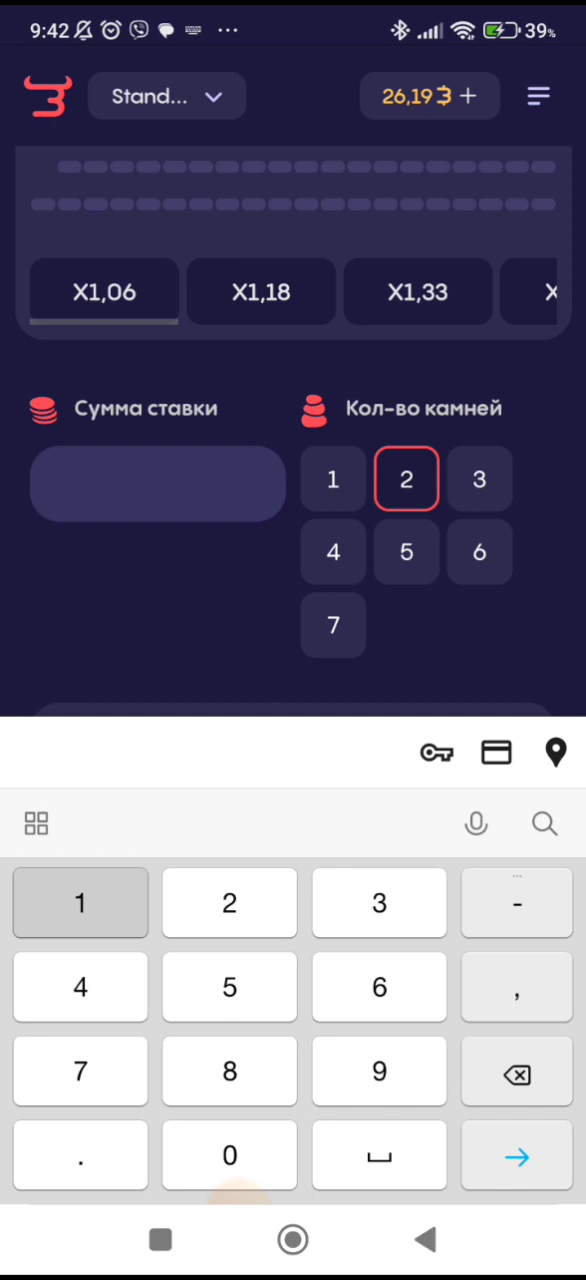 9:42 39%
Stand... 26,19 +
X1,06 X1,18 X1,33 X
Сумма ставки Кол-во камней
1 2 3
4 5 6
7
1 2 3 -
4 5 6 ,
7 8 9
. 0